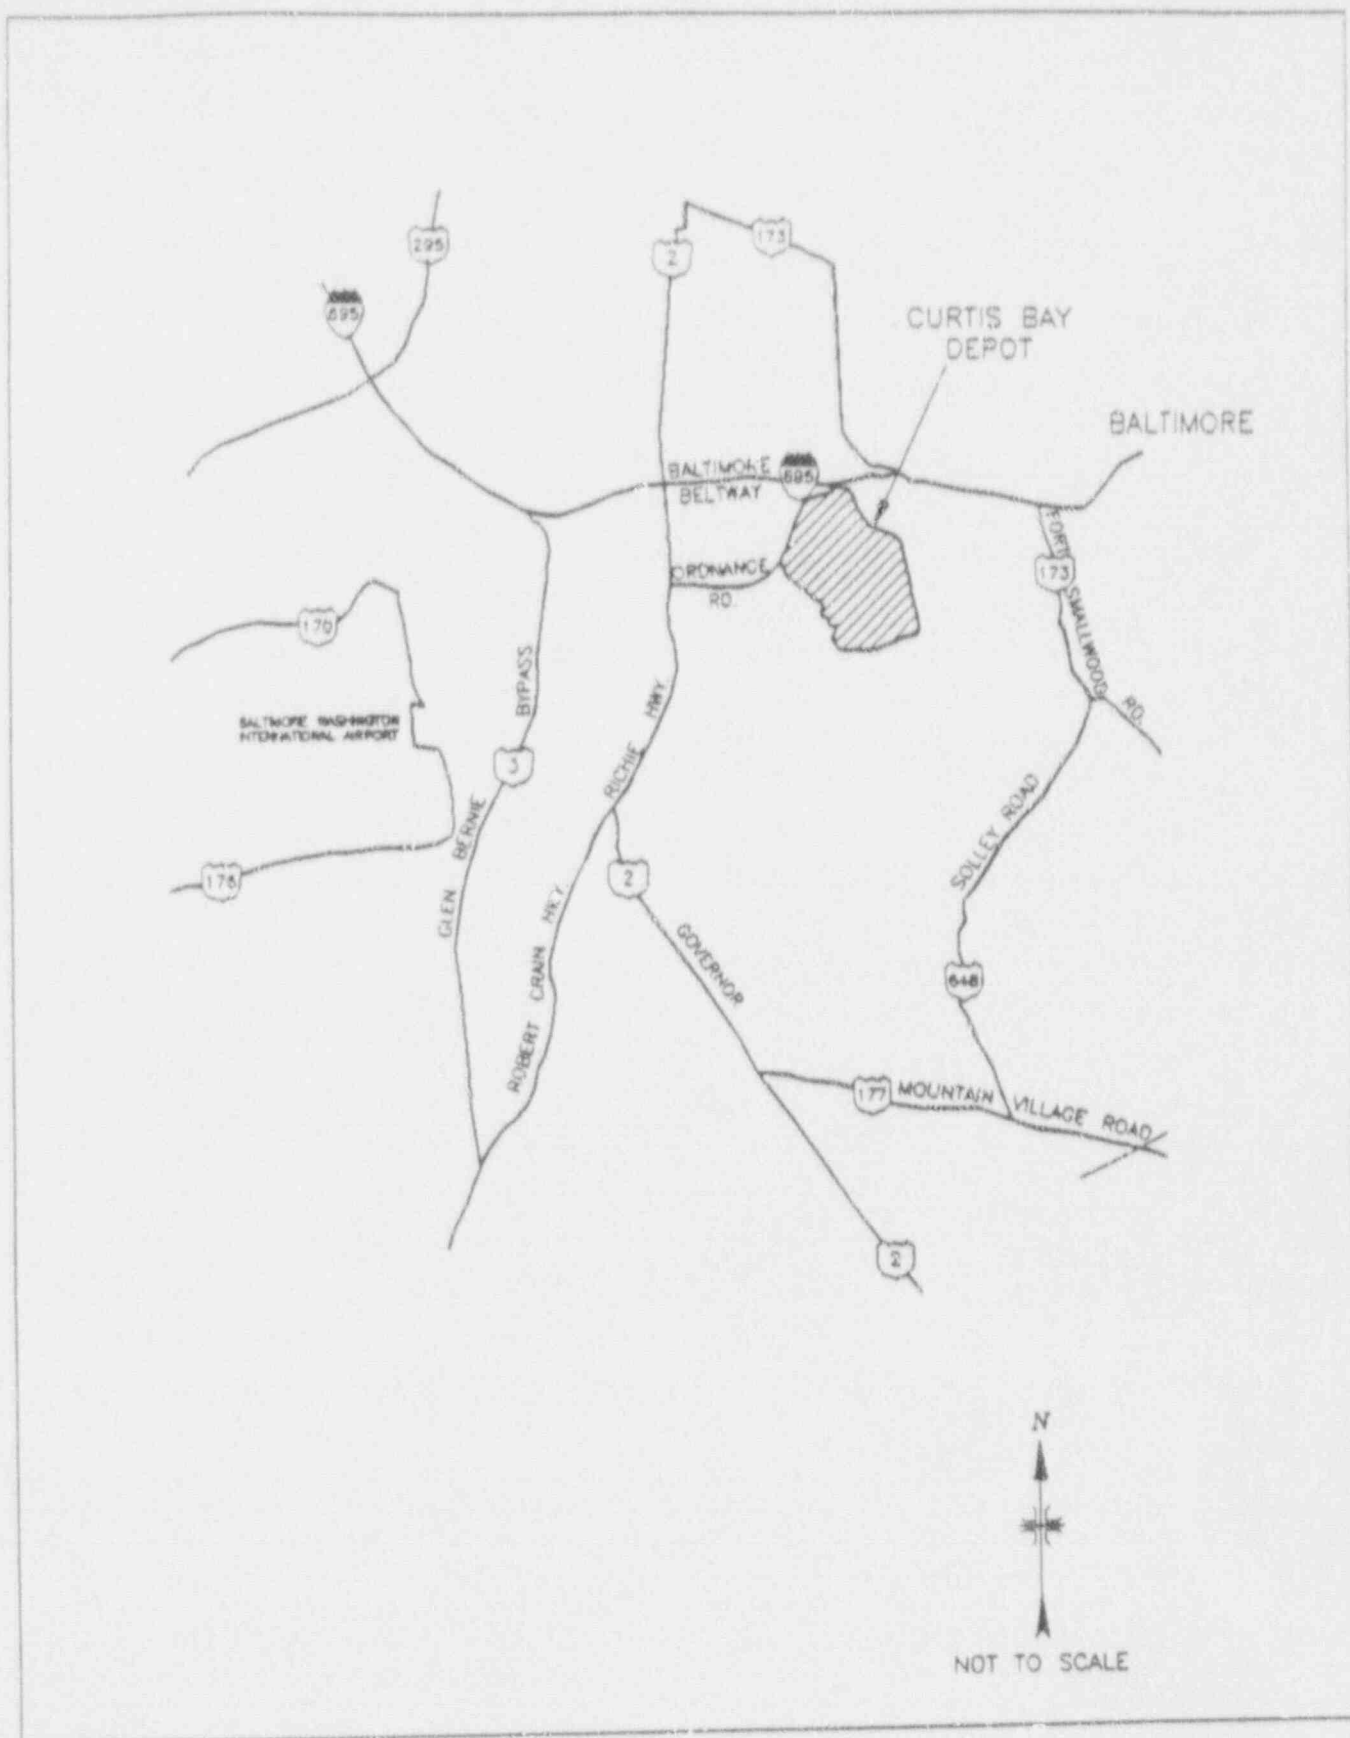 295
2
173
695
CURTIS BAY
DEPOT
BALTIMORE
BALTIMORE
BELTWAY
695
FORT SMALLWOOD RD.
173
ORDNANCE
RD.
170
BALTIMORE WASHINGTON
INTERNATIONAL AIRPORT
GLEN BERNIE BYPASS
3
RICHIE HWY.
ROBERT CRAIN HWY.
176
2
GOVERNOR
SOLLEY ROAD
648
177
MOUNTAIN VILLAGE ROAD
2
N
NOT TO SCALE